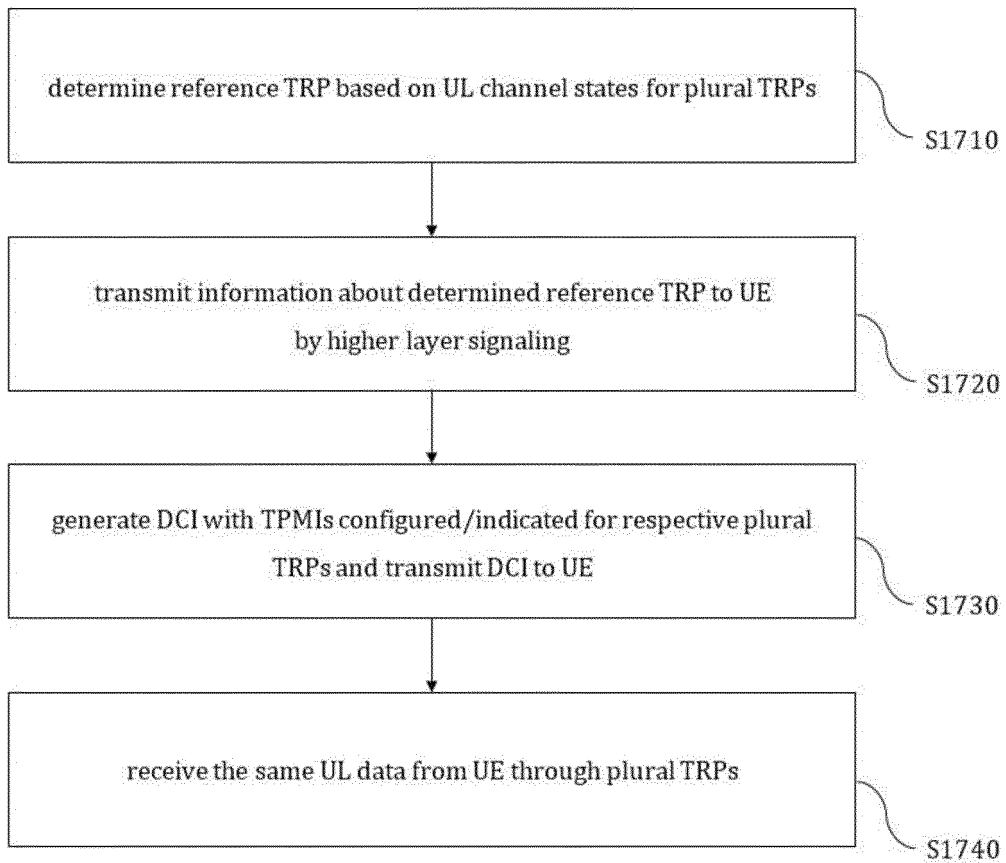 determine reference TRP based on UL channel states for plural TRPs
S1710
transmit information about determined reference TRP to UE
by higher layer signaling
S1720
generate DCI with TPMIs configured/indicated for respective plural
TRPs and transmit DCI to UE
S1730
receive the same UL data from UE through plural TRPs
S1740